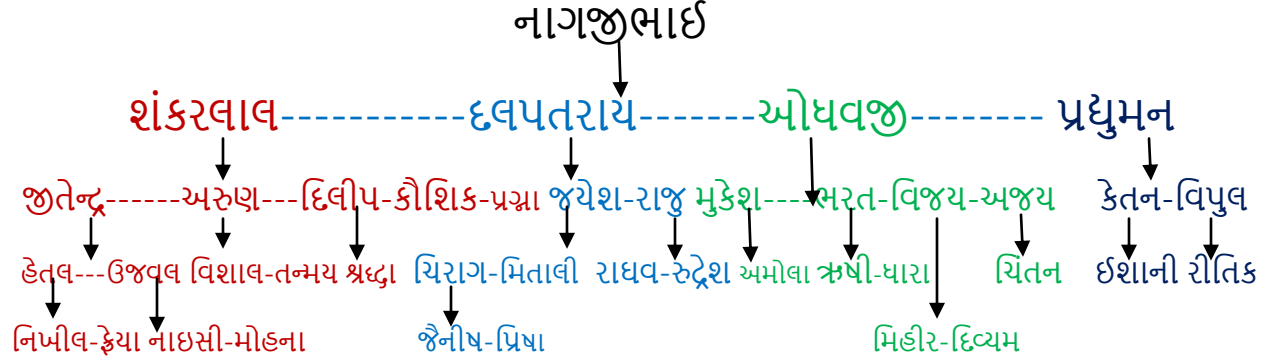 નાગજીભાઈ
શંકરલાલ-----------દલપતરાય-------ઓધવજી-------- પ્રદ્યુમન
જીતેન્દ્ર------અરુણ---દિલીપ-કૌશિક-પ્રજ્ઞા જયેશ-રાજુ મુકેશ----ભરત-વિજય-અજય કેતન-વિપુલ
હેતલ---ઉજવલ વિશાલ-તન્મય શ્રધ્દ્રા ચિરાગ-મિતાલી રાઘવ-રુદ્રેશ અમોલા ઋષી-ધારા ચિંતન ઈશાની રીતિક
નિખીલ-ફ્રેયા નાઇસી-મોહના જૈનીષ-પ્રિષા મિહીર-દિવ્યમ